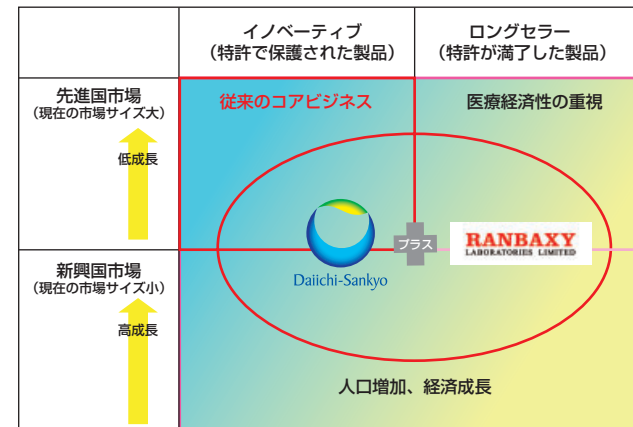 イノベーティブ
（特許で保護された製品）
ロングセラー
（特許が満了した製品）
先進国市場
（現在の市場サイズ大）
低成長
従来のコアビジネス
医療経済性の重視
Daiichi-Sankyo
プラス
RANBAXY
LABORATORIES LIMITED
新興国市場
（現在の市場サイズ小）
高成長
人口増加、経済成長